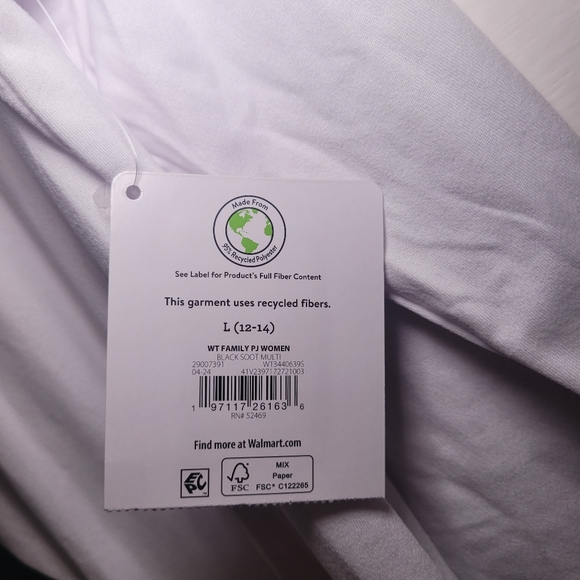 Made From
95% Recycled Polyester
See Label for Product's Full Fiber Content
This garment uses recycled fibers.
L (12-14)
WT FAMILY PJ WOMEN
BLACK SOOT MULTI
29007391 WT3440639S
04-24 41V2397172721003
1 97117 26163 6
RN# 52469
Find more at Walmart.com
EPC
FSC
MIX
Paper
FSC® C122265